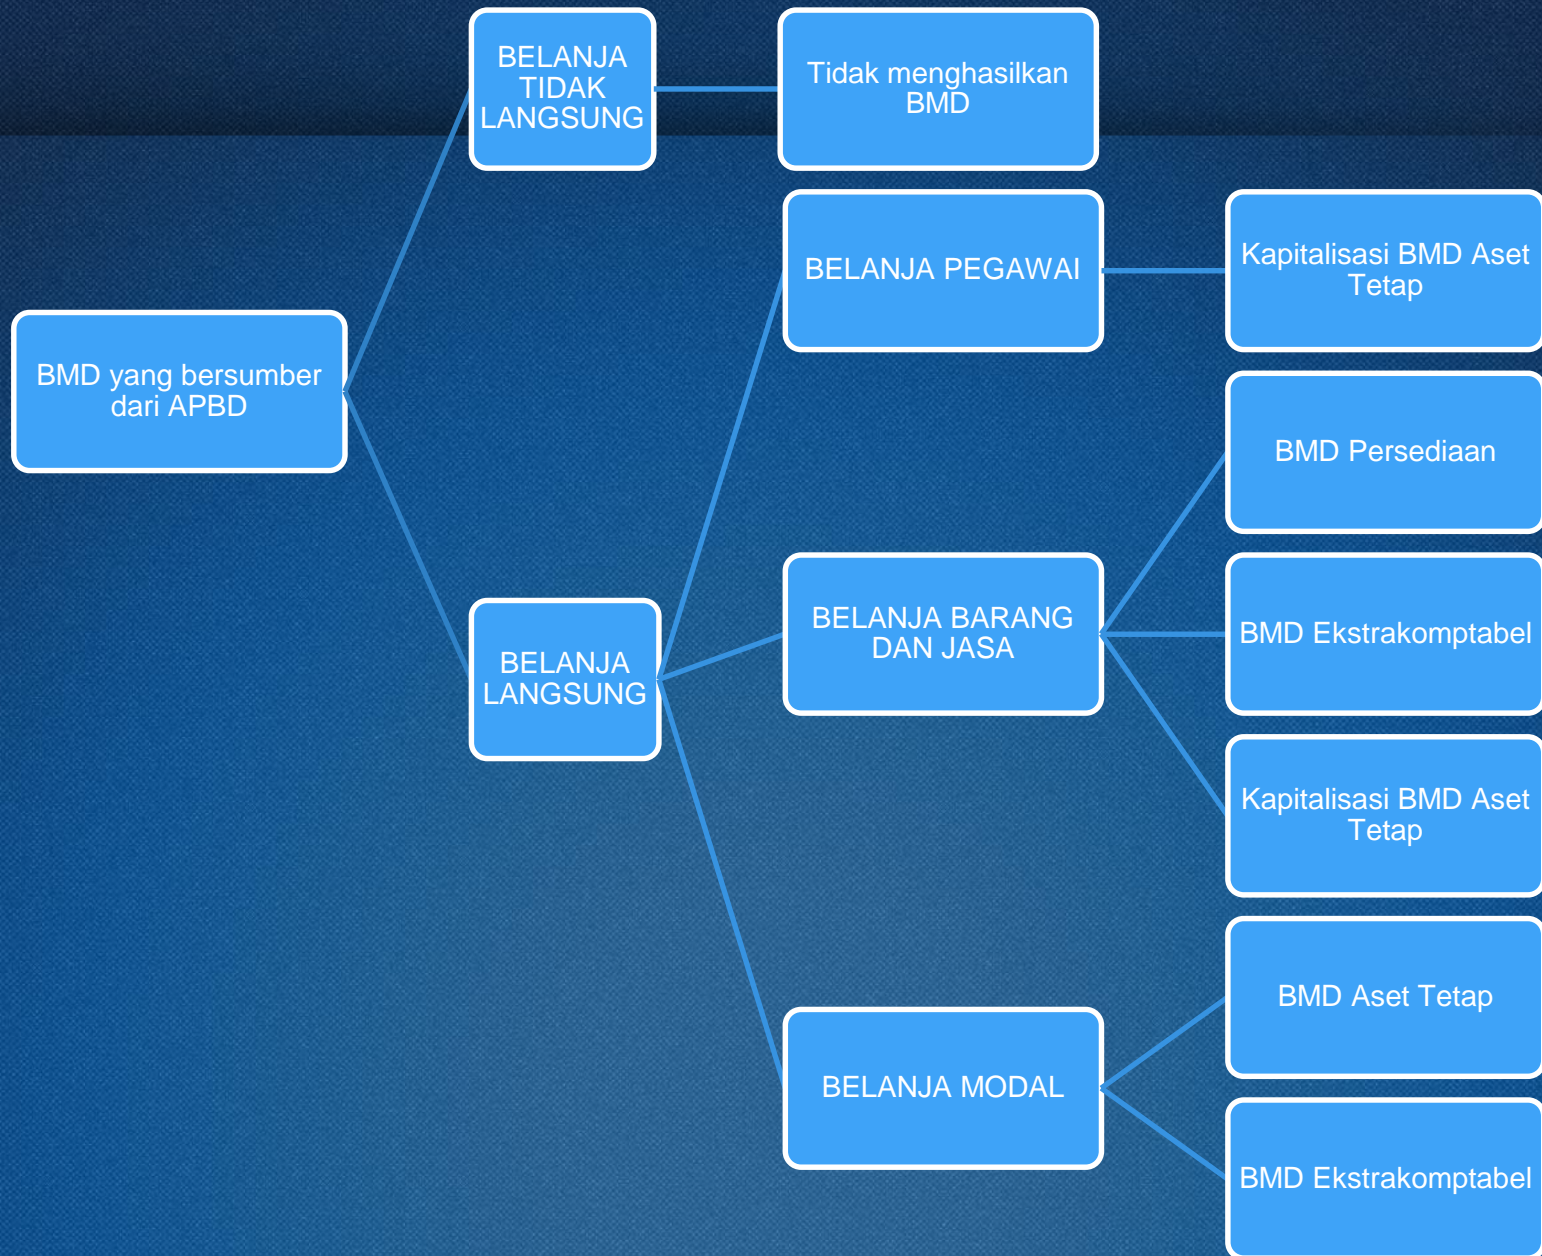 BELANJA
TIDAK
LANGSUNG
Tidak menghasilkan
BMD
BELANJA PEGAWAI
Kapitalisasi BMD Aset
Tetap
BMD yang bersumber
dari APBD
BMD Persediaan
BELANJA BARANG
DAN JASA
BMD Ekstrakomptabel
BELANJA
LANGSUNG
Kapitalisasi BMD Aset
Tetap
BMD Aset Tetap
BELANJA MODAL
BMD Ekstrakomptabel